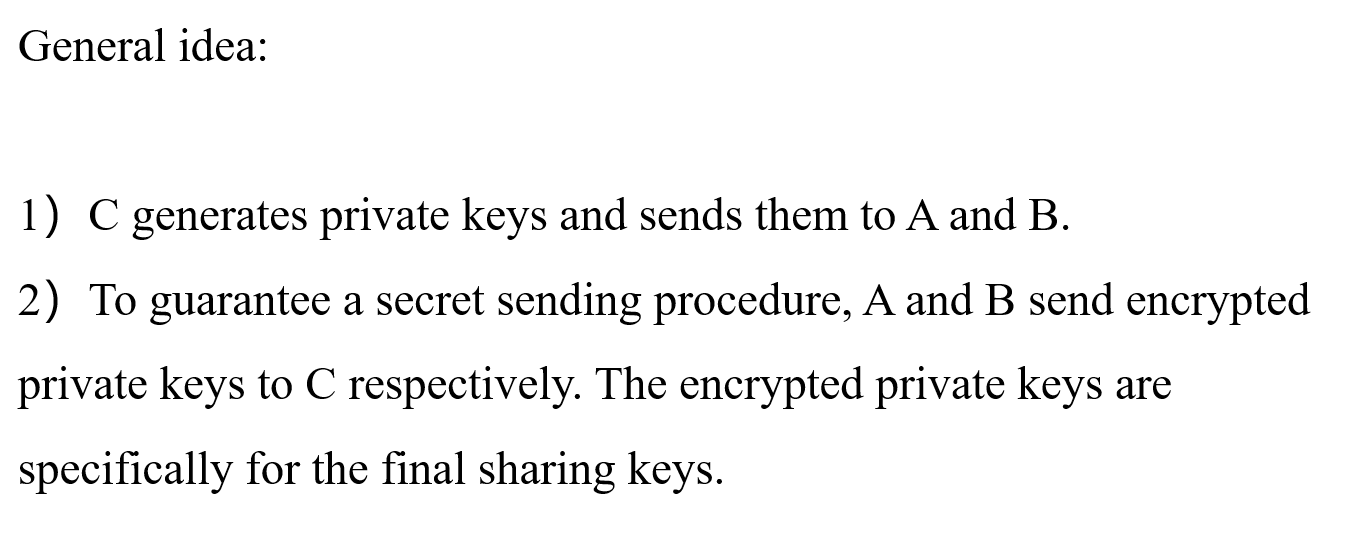 General idea:
1) C generates private keys and sends them to A and B.
2) To guarantee a secret sending procedure, A and B send encrypted
private keys to C respectively. The encrypted private keys are
specifically for the final sharing keys.